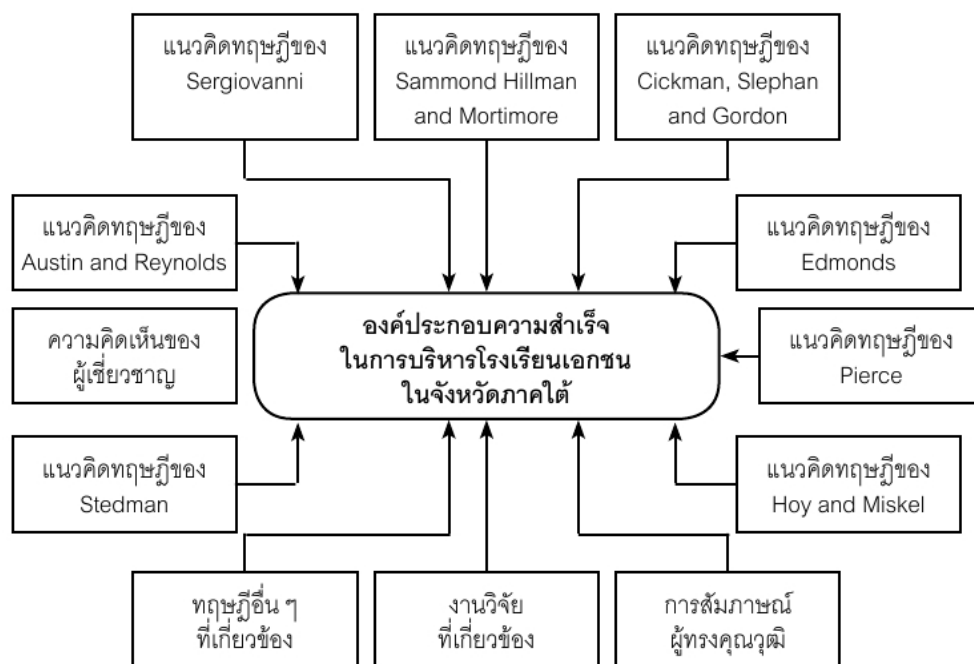 แนวคิดทฤษฎีของ
Sergiovanni
แนวคิดทฤษฎีของ
Sammond Hillman
and Mortimore
แนวคิดทฤษฎีของ
Cickman, Slephan
and Gordon
แนวคิดทฤษฎีของ
Austin and Reynolds
แนวคิดทฤษฎีของ
Edmonds
ความคิดเห็นของ
ผู้เชี่ยวชาญ
องค์ประกอบความสำเร็จ
ในการบริหารโรงเรียนเอกชน
ในจังหวัดภาคใต้
แนวคิดทฤษฎีของ
Pierce
แนวคิดทฤษฎีของ
Stedman
แนวคิดทฤษฎีของ
Hoy and Miskel
ทฤษฎีอื่น ๆ
ที่เกี่ยวข้อง
งานวิจัย
ที่เกี่ยวข้อง
การสัมภาษณ์
ผู้ทรงคุณวุฒิ